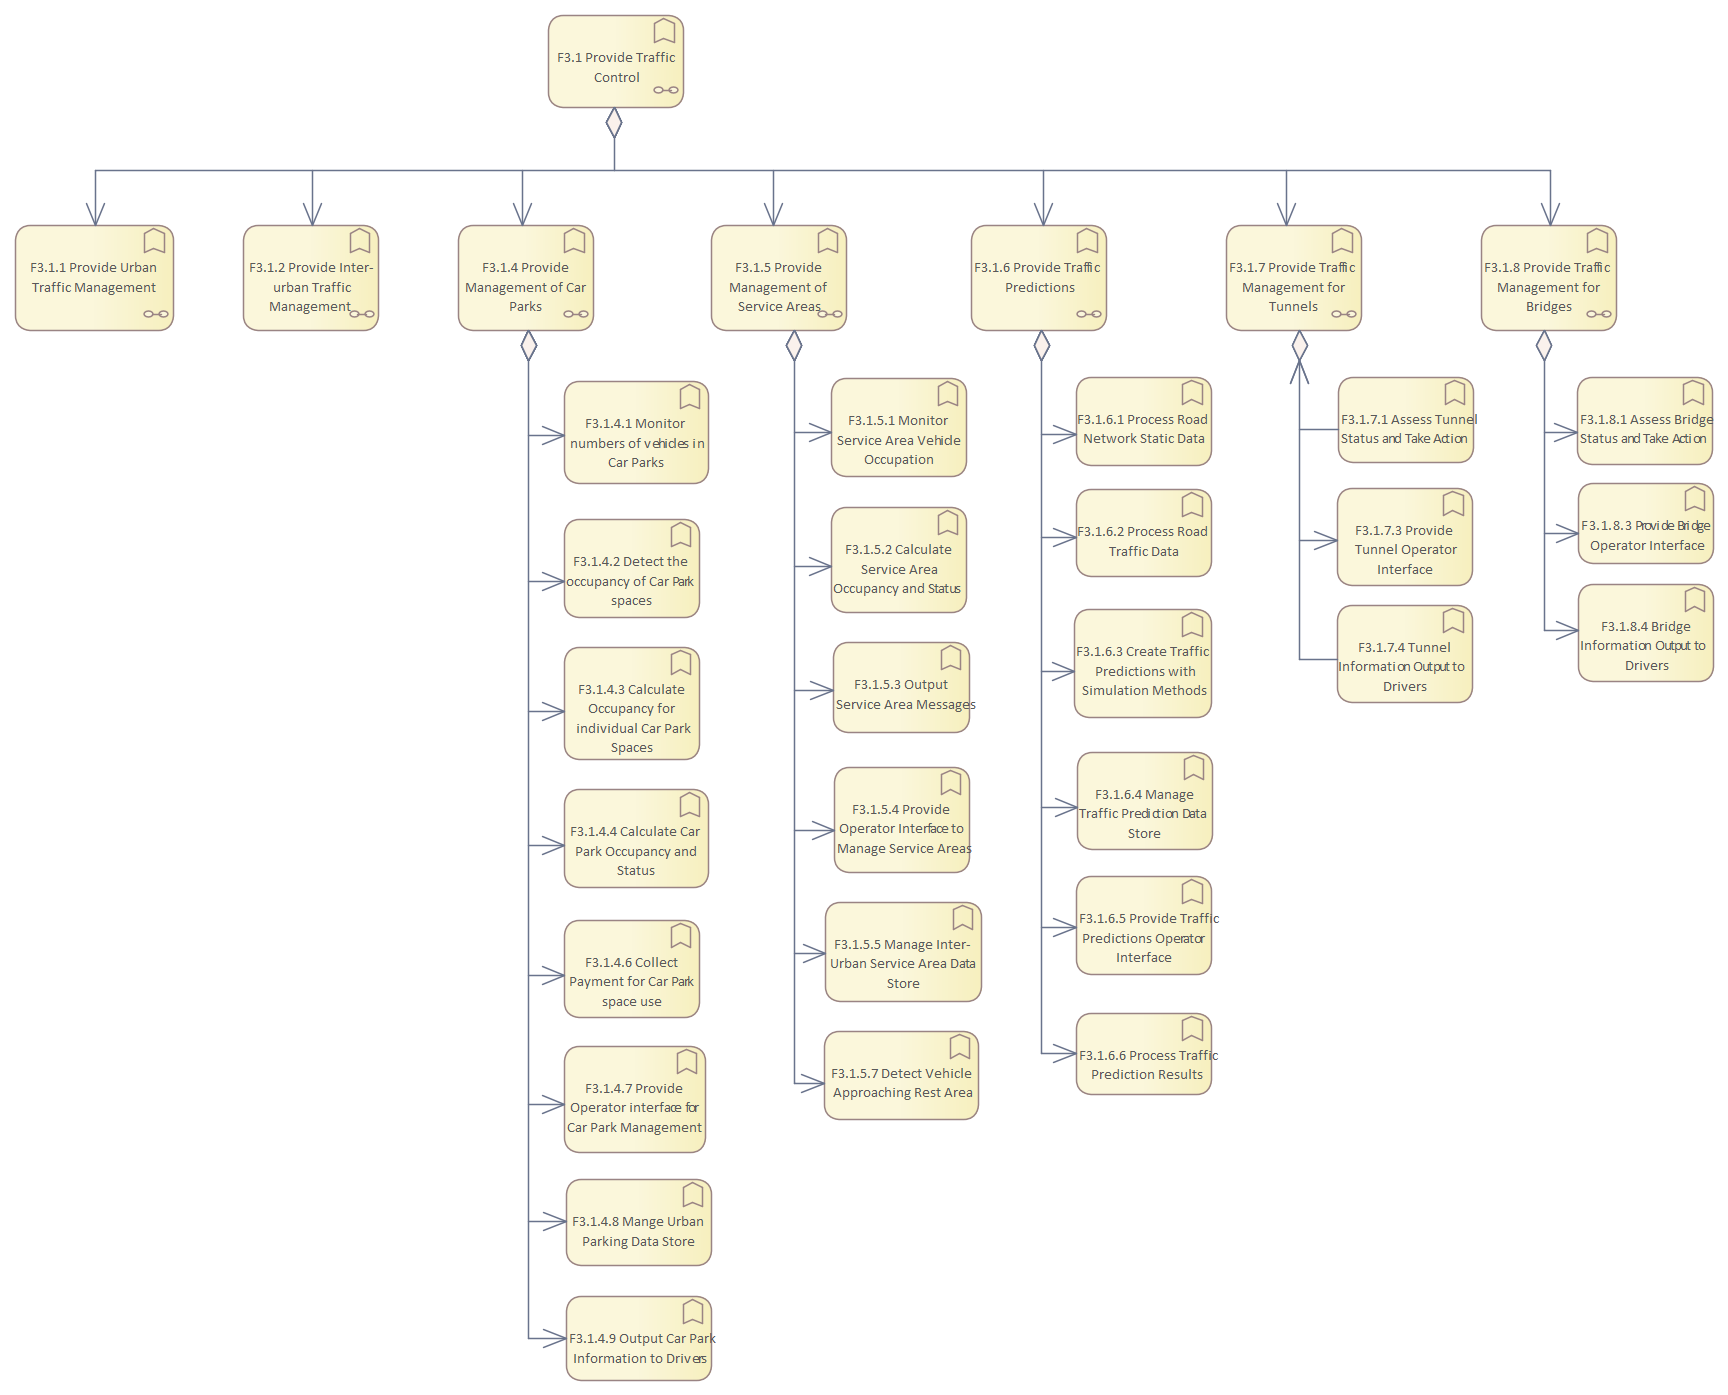 F3.1 Provide Traffic
Control
F3.1.1 Provide Urban
Traffic Management
F3.1.2 Provide Inter-
urban Traffic
Management
F3.1.4 Provide
Management of Car
Parks
F3.1.5 Provide
Management of
Service Areas
F3.1.6 Provide Traffic
Predictions
F3.1.7 Provide Traffic
Management for
Tunnels
F3.1.8 Provide Traffic
Management for
Bridges
F3.1.4.1 Monitor
numbers of vehicles in
Car Parks
F3.1.4.2 Detect the
occupancy of Car Park
spaces
F3.1.4.3 Calculate
Occupancy for
individual Car Park
Spaces
F3.1.4.4 Calculate Car
Park Occupancy and
Status
F3.1.4.6 Collect
Payment for Car Park
space use
F3.1.4.7 Provide
Operator interface for
Car Park Management
F3.1.4.8 Mange Urban
Parking Data Store
F3.1.4.9 Output Car Park
Information to Drivers
F3.1.5.1 Monitor
Service Area Vehicle
Occupation
F3.1.5.2 Calculate
Service Area
Occupancy and Status
F3.1.5.3 Output
Service Area Messages
F3.1.5.4 Provide
Operator Interface to
Manage Service Areas
F3.1.5.5 Manage Inter-
Urban Service Area Data
Store
F3.1.5.7 Detect Vehicle
Approaching Rest Area
F3.1.6.1 Process Road
Network Static Data
F3.1.6.2 Process Road
Traffic Data
F3.1.6.3 Create Traffic
Predictions with
Simulation Methods
F3.1.6.4 Manage
Traffic Prediction Data
Store
F3.1.6.5 Provide Traffic
Predictions Operator
Interface
F3.1.6.6 Process Traffic
Prediction Results
F3.1.7.1 Assess Tunnel
Status and Take Action
F3.1.7.3 Provide
Tunnel Operator
Interface
F3.1.7.4 Tunnel
Information Output to
Drivers
F3.1.8.1 Assess Bridge
Status and Take Action
F3.1.8.3 Provide Bridge
Operator Interface
F3.1.8.4 Bridge
Information Output to
Drivers